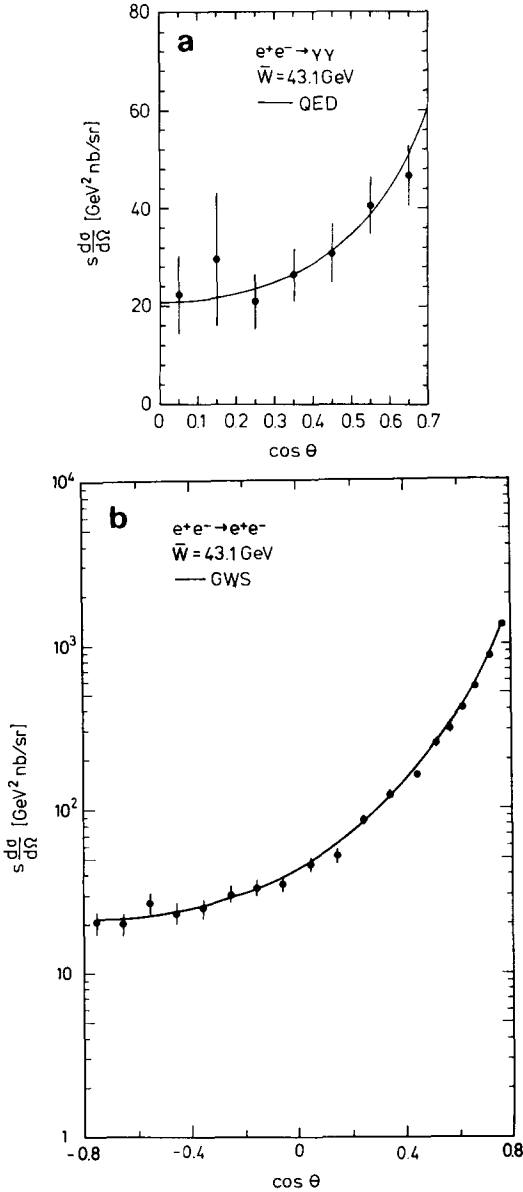 a
e⁺e⁻→γγ
W̄ = 43.1 GeV
QED
s dσ/dΩ [GeV² nb/sr]
80
60
40
20
0
0 0.1 0.2 0.3 0.4 0.5 0.6 0.7
cos θ
b
e⁺e⁻→e⁺e⁻
W̄ = 43.1 GeV
GWS
s dσ/dΩ [GeV² nb/sr]
10⁴
10³
10²
10
1
-0.8 -0.4 0 0.4 0.8
cos θ